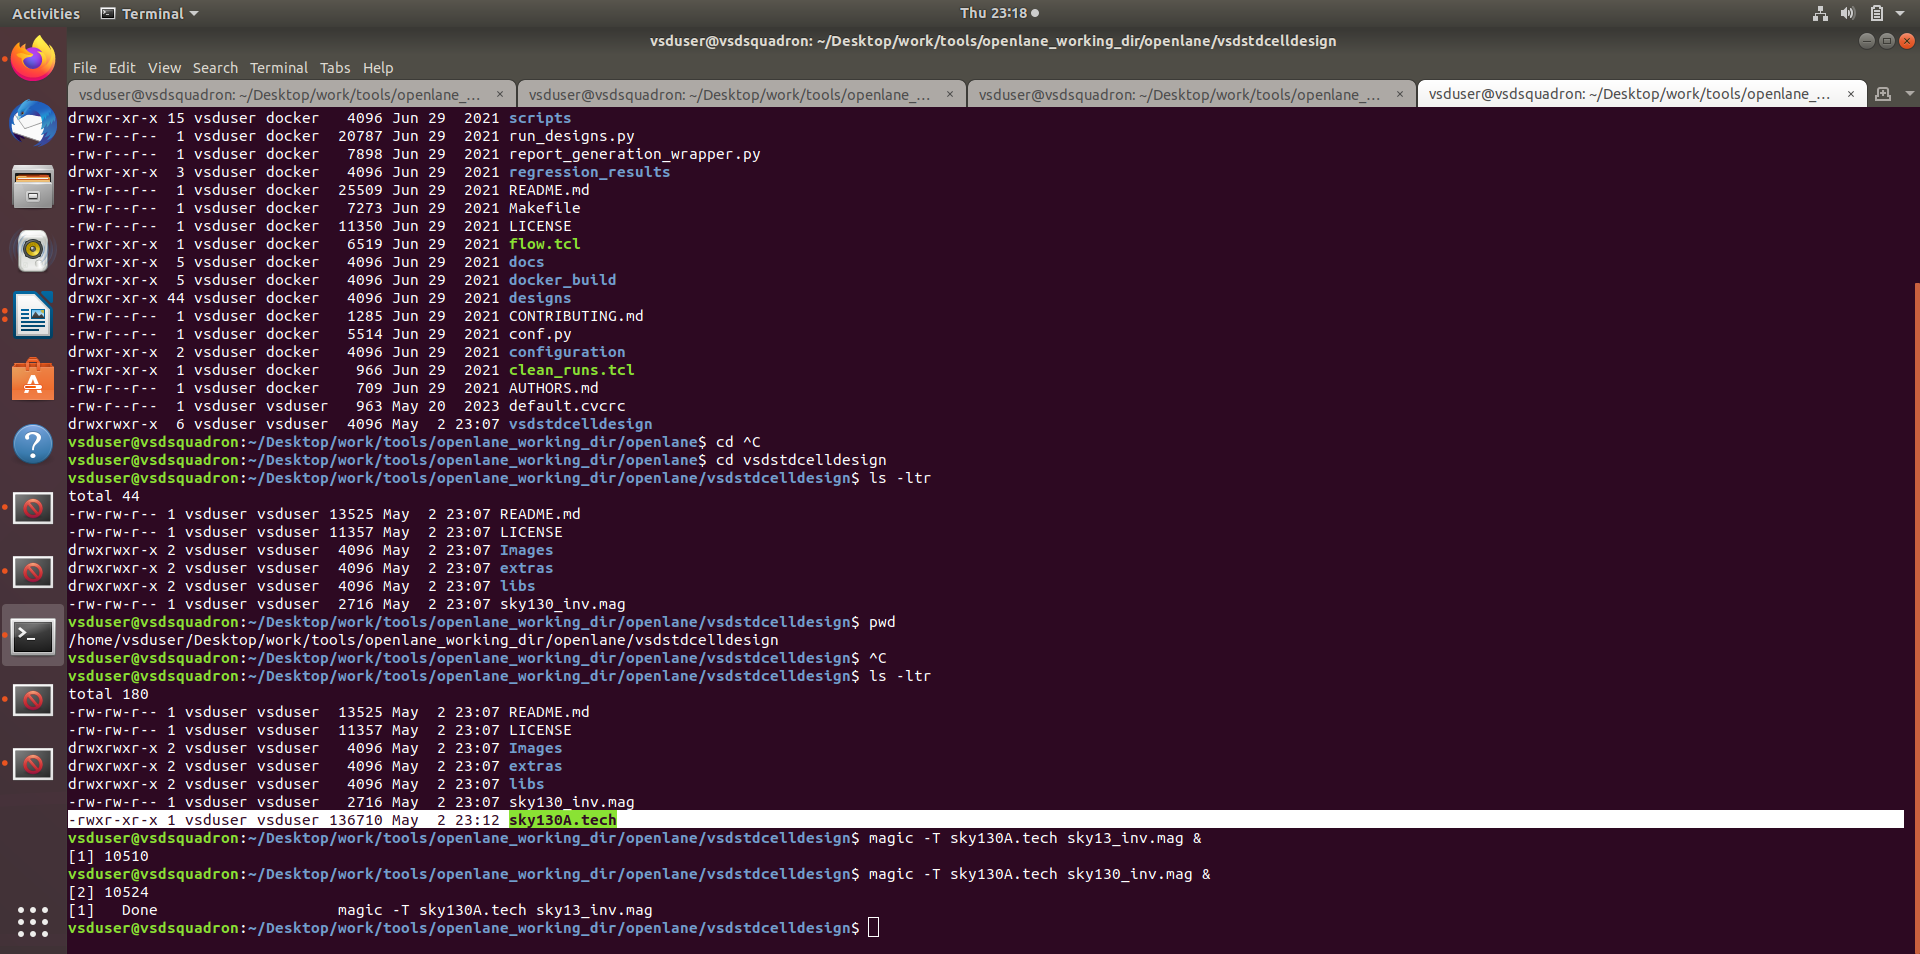 Activities Terminal Thu 23:18
vsduser@vsdsquadron: ~/Desktop/work/tools/openlane_working_dir/openlane/vsdstdcelldesign
File Edit View Search Terminal Tabs Help
vsduser@vsdsquadron: ~/Desktop/work/tools/openlane_... × vsduser@vsdsquadron: ~/Desktop/work/tools/openlane_... × vsduser@vsdsquadron: ~/Desktop/work/tools/openlane_... × vsduser@vsdsquadron: ~/Desktop/work/tools/openlane_... ×
drwxr-xr-x 15 vsduser docker   4096 Jun 29  2021 scripts
-rw-r--r--  1 vsduser docker  20787 Jun 29  2021 run_designs.py
-rw-r--r--  1 vsduser docker   7898 Jun 29  2021 report_generation_wrapper.py
drwxr-xr-x  3 vsduser docker   4096 Jun 29  2021 regression_results
-rw-r--r--  1 vsduser docker  25509 Jun 29  2021 README.md
-rw-r--r--  1 vsduser docker   7273 Jun 29  2021 Makefile
-rw-r--r--  1 vsduser docker  11350 Jun 29  2021 LICENSE
-rwxr-xr-x  1 vsduser docker   6519 Jun 29  2021 flow.tcl
drwxr-xr-x  5 vsduser docker   4096 Jun 29  2021 docs
drwxr-xr-x  5 vsduser docker   4096 Jun 29  2021 docker_build
drwxr-xr-x 44 vsduser docker   4096 Jun 29  2021 designs
-rw-r--r--  1 vsduser docker   1285 Jun 29  2021 CONTRIBUTING.md
-rw-r--r--  1 vsduser docker   5514 Jun 29  2021 conf.py
drwxr-xr-x  2 vsduser docker   4096 Jun 29  2021 configuration
-rwxr-xr-x  1 vsduser docker    966 Jun 29  2021 clean_runs.tcl
-rw-r--r--  1 vsduser docker    709 Jun 29  2021 AUTHORS.md
-rw-r--r--  1 vsduser vsduser   963 May 20  2023 default.cvcrc
drwxrwxr-x  6 vsduser vsduser  4096 May  2 23:07 vsdstdcelldesign
vsduser@vsdsquadron:~/Desktop/work/tools/openlane_working_dir/openlane$ cd ^C
vsduser@vsdsquadron:~/Desktop/work/tools/openlane_working_dir/openlane$ cd vsdstdcelldesign
vsduser@vsdsquadron:~/Desktop/work/tools/openlane_working_dir/openlane/vsdstdcelldesign$ ls -ltr
total 44
-rw-rw-r-- 1 vsduser vsduser 13525 May  2 23:07 README.md
-rw-rw-r-- 1 vsduser vsduser 11357 May  2 23:07 LICENSE
drwxrwxr-x 2 vsduser vsduser  4096 May  2 23:07 Images
drwxrwxr-x 2 vsduser vsduser  4096 May  2 23:07 extras
drwxrwxr-x 2 vsduser vsduser  4096 May  2 23:07 libs
-rw-rw-r-- 1 vsduser vsduser  2716 May  2 23:07 sky130_inv.mag
vsduser@vsdsquadron:~/Desktop/work/tools/openlane_working_dir/openlane/vsdstdcelldesign$ pwd
/home/vsduser/Desktop/work/tools/openlane_working_dir/openlane/vsdstdcelldesign
vsduser@vsdsquadron:~/Desktop/work/tools/openlane_working_dir/openlane/vsdstdcelldesign$ ^C
vsduser@vsdsquadron:~/Desktop/work/tools/openlane_working_dir/openlane/vsdstdcelldesign$ ls -ltr
total 180
-rw-rw-r-- 1 vsduser vsduser  13525 May  2 23:07 README.md
-rw-rw-r-- 1 vsduser vsduser  11357 May  2 23:07 LICENSE
drwxrwxr-x 2 vsduser vsduser   4096 May  2 23:07 Images
drwxrwxr-x 2 vsduser vsduser   4096 May  2 23:07 extras
drwxrwxr-x 2 vsduser vsduser   4096 May  2 23:07 libs
-rw-rw-r-- 1 vsduser vsduser   2716 May  2 23:07 sky130_inv.mag
-rwxr-xr-x 1 vsduser vsduser 136710 May  2 23:12 sky130A.tech
vsduser@vsdsquadron:~/Desktop/work/tools/openlane_working_dir/openlane/vsdstdcelldesign$ magic -T sky130A.tech sky13_inv.mag &
[1] 10510
vsduser@vsdsquadron:~/Desktop/work/tools/openlane_working_dir/openlane/vsdstdcelldesign$ magic -T sky130A.tech sky130_inv.mag &
[2] 10524
[1]   Done                    magic -T sky130A.tech sky13_inv.mag
vsduser@vsdsquadron:~/Desktop/work/tools/openlane_working_dir/openlane/vsdstdcelldesign$